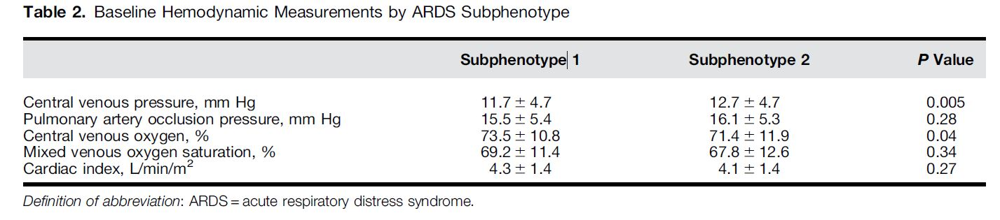 Table 2. Baseline Hemodynamic Measurements by ARDS Subphenotype
Subphenotype 1 Subphenotype 2 P Value
Central venous pressure, mm Hg 11.7 ± 4.7 12.7 ± 4.7 0.005
Pulmonary artery occlusion pressure, mm Hg 15.5 ± 5.4 16.1 ± 5.3 0.28
Central venous oxygen, % 73.5 ± 10.8 71.4 ± 11.9 0.04
Mixed venous oxygen saturation, % 69.2 ± 11.4 67.8 ± 12.6 0.34
Cardiac index, L/min/m² 4.3 ± 1.4 4.1 ± 1.4 0.27
Definition of abbreviation: ARDS = acute respiratory distress syndrome.